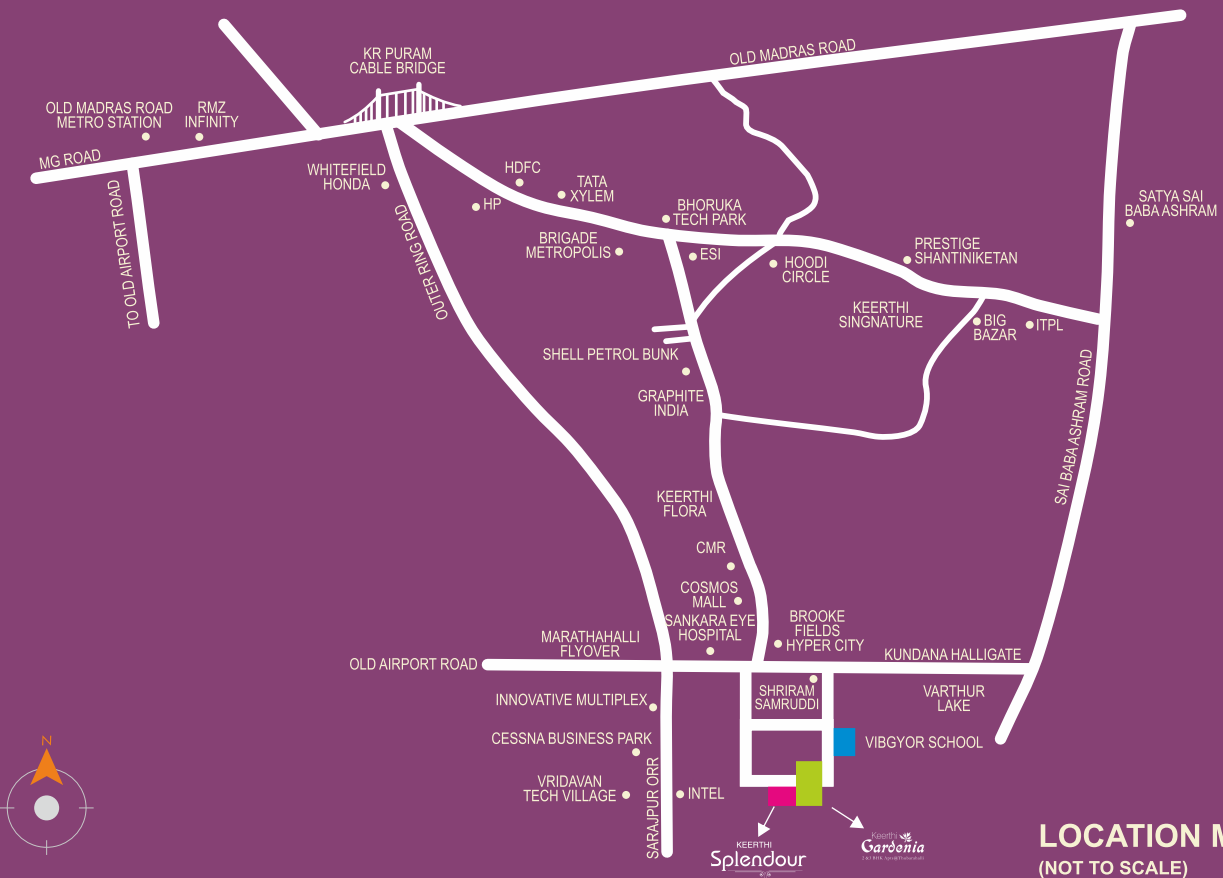 KR PURAM
CABLE BRIDGE
OLD MADRAS ROAD
OLD MADRAS ROAD
METRO STATION
RMZ
INFINITY
MG ROAD
WHITEFIELD
HONDA
HDFC
TATA
XYLEM
HP
BHORUKA
TECH PARK
SATYA SAI
BABA ASHRAM
TO OLD AIRPORT ROAD
OUTER RING ROAD
BRIGADE
METROPOLIS
ESI
HOODI
CIRCLE
PRESTIGE
SHANTINIKETAN
KEERTHI
SINGNATURE
BIG
BAZAR
ITPL
SHELL PETROL BUNK
GRAPHITE
INDIA
SAI BABA ASHRAM ROAD
KEERTHI
FLORA
CMR
COSMOS
MALL
SANKARA EYE
HOSPITAL
BROOKE
FIELDS
HYPER CITY
MARATHAHALLI
FLYOVER
OLD AIRPORT ROAD
KUNDANA HALLIGATE
INNOVATIVE MULTIPLEX
SHRIRAM
SAMRUDDI
VARTHUR
LAKE
CESSNA BUSINESS PARK
VIBGYOR SCHOOL
VRIDAVAN
TECH VILLAGE
SARAJPUR ORR
INTEL
N
KEERTHI
Splendour
Keerthi
Gardenia
LOCATION M
(NOT TO SCALE)